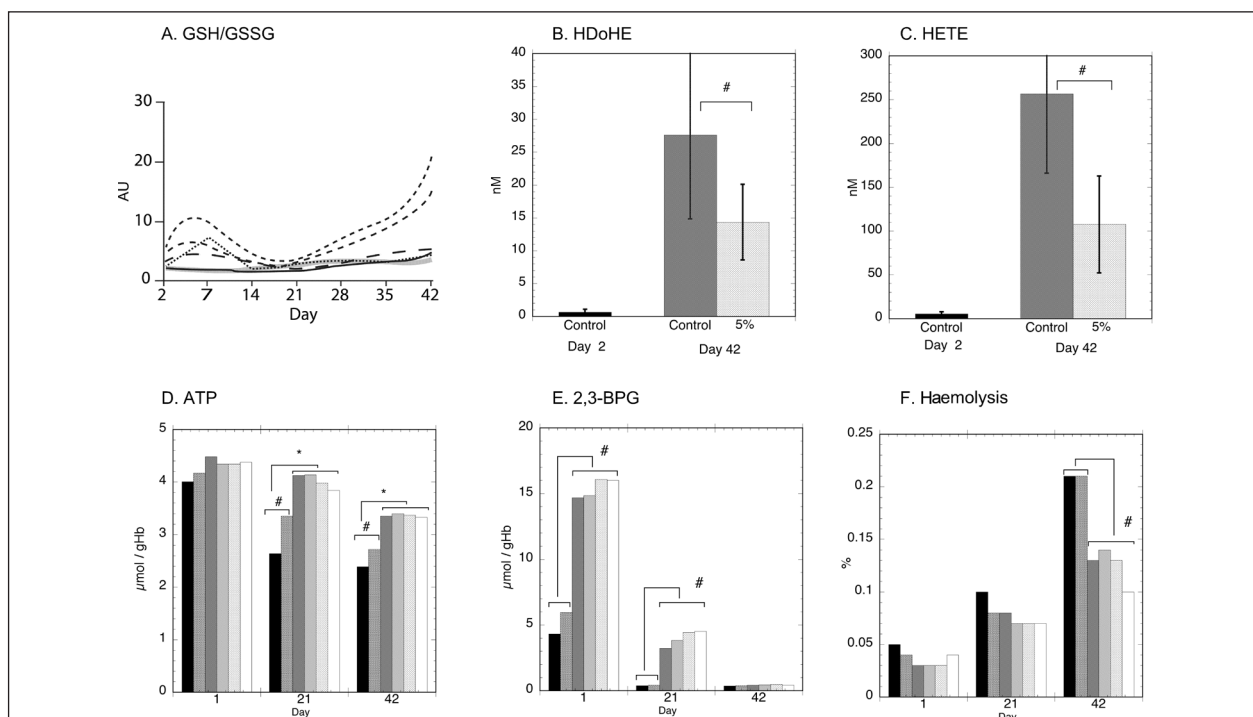 A. GSH/GSSG
30
20
10
0
AU
2 7 14 21 28 35 42
Day
B. HDoHE
40
35
30
25
20
15
10
5
0
nM
#
Control Control 5%
Day 2 Day 42
C. HETE
300
250
200
150
100
50
0
nM
#
Control Control 5%
Day 2 Day 42
D. ATP
5
4
3
2
1
0
µmol / gHb
# * # *
1 21 42
Day
E. 2,3-BPG
20
15
10
5
0
µmol / gHb
# #
1 21 42
Day
F. Haemolysis
0.25
0.2
0.15
0.1
0.05
0
%
#
1 21 42
Day